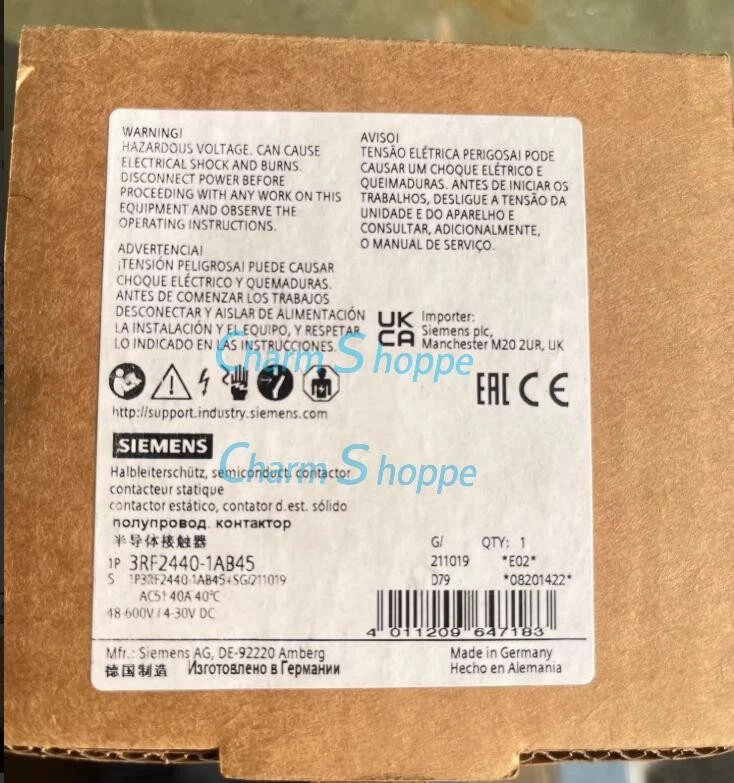 WARNING!
HAZARDOUS VOLTAGE. CAN CAUSE
ELECTRICAL SHOCK AND BURNS.
DISCONNECT POWER BEFORE
PROCEEDING WITH ANY WORK ON THIS
EQUIPMENT AND OBSERVE THE
OPERATING INSTRUCTIONS.
AVISO!
TENSÃO ELÉTRICA PERIGOSA! PODE
CAUSAR UM CHOQUE ELÉTRICO E
QUEIMADURAS. ANTES DE INICIAR OS
TRABALHOS, DESLIGUE A TENSÃO DA
UNIDADE E DO APARELHO E
CONSULTAR, ADICIONALMENTE,
O MANUAL DE SERVIÇO.
ADVERTENCIA!
¡TENSIÓN PELIGROSA! PUEDE CAUSAR
CHOQUE ELÉCTRICO Y QUEMADURAS.
ANTES DE COMENZAR LOS TRABAJOS
DESCONECTAR Y AISLAR DE ALIMENTACIÓN
LA INSTALACIÓN Y EL EQUIPO, Y RESPETAR
LO INDICADO EN LAS INSTRUCCIONES.
UK
CA
Importer:
Siemens plc,
Manchester M20 2UR, UK
Charm Shoppe
EAC CE
http://support.industry.siemens.com
SIEMENS
Charm Shoppe
Halbleiterschütz, semiconduct. contactor
contacteur statique
contactor estático, contator d.est. sólido
полупровод. контактор
半导体接触器
G/ QTY: 1
1P 3RF2440-1AB45
211019 *E02*
S 1P3RF2440-1AB45+SG/211019
D79 *08201422*
AC51 40A 40°C
48-600V / 4-30V DC
4 011209 647183
Mfr.: Siemens AG, DE-92220 Amberg
Made in Germany
德国制造 Изготовлено в Германии
Hecho en Alemania